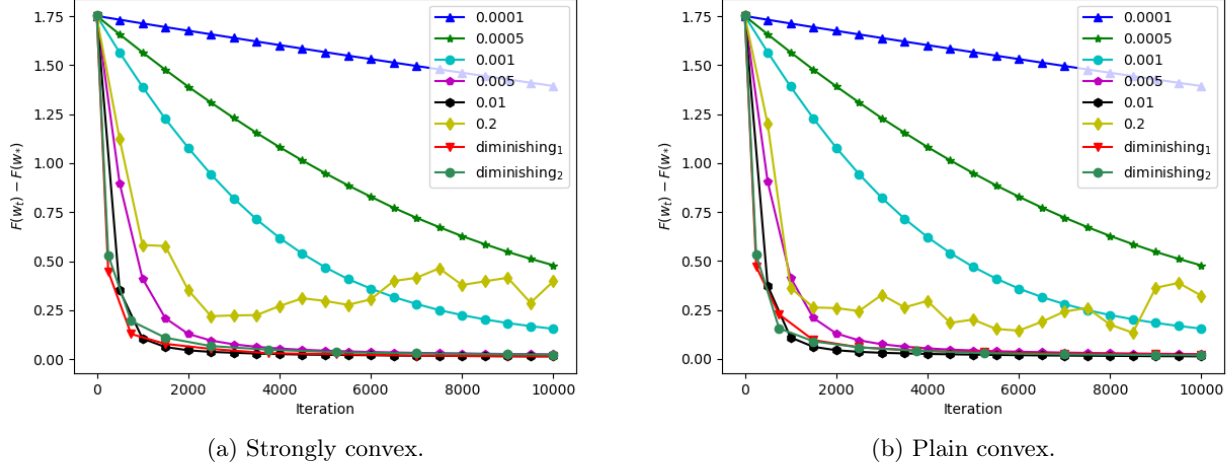 1.75
1.50
1.25
1.00
0.75
0.50
0.25
0.00
F(w_t) − F(w_*)
0 2000 4000 6000 8000 10000
Iteration
0.0001
0.0005
0.001
0.005
0.01
0.2
diminishing₁
diminishing₂
(a) Strongly convex.
1.75
1.50
1.25
1.00
0.75
0.50
0.25
0.00
F(w_t) − F(w_*)
0 2000 4000 6000 8000 10000
Iteration
0.0001
0.0005
0.001
0.005
0.01
0.2
diminishing₁
diminishing₂
(b) Plain convex.